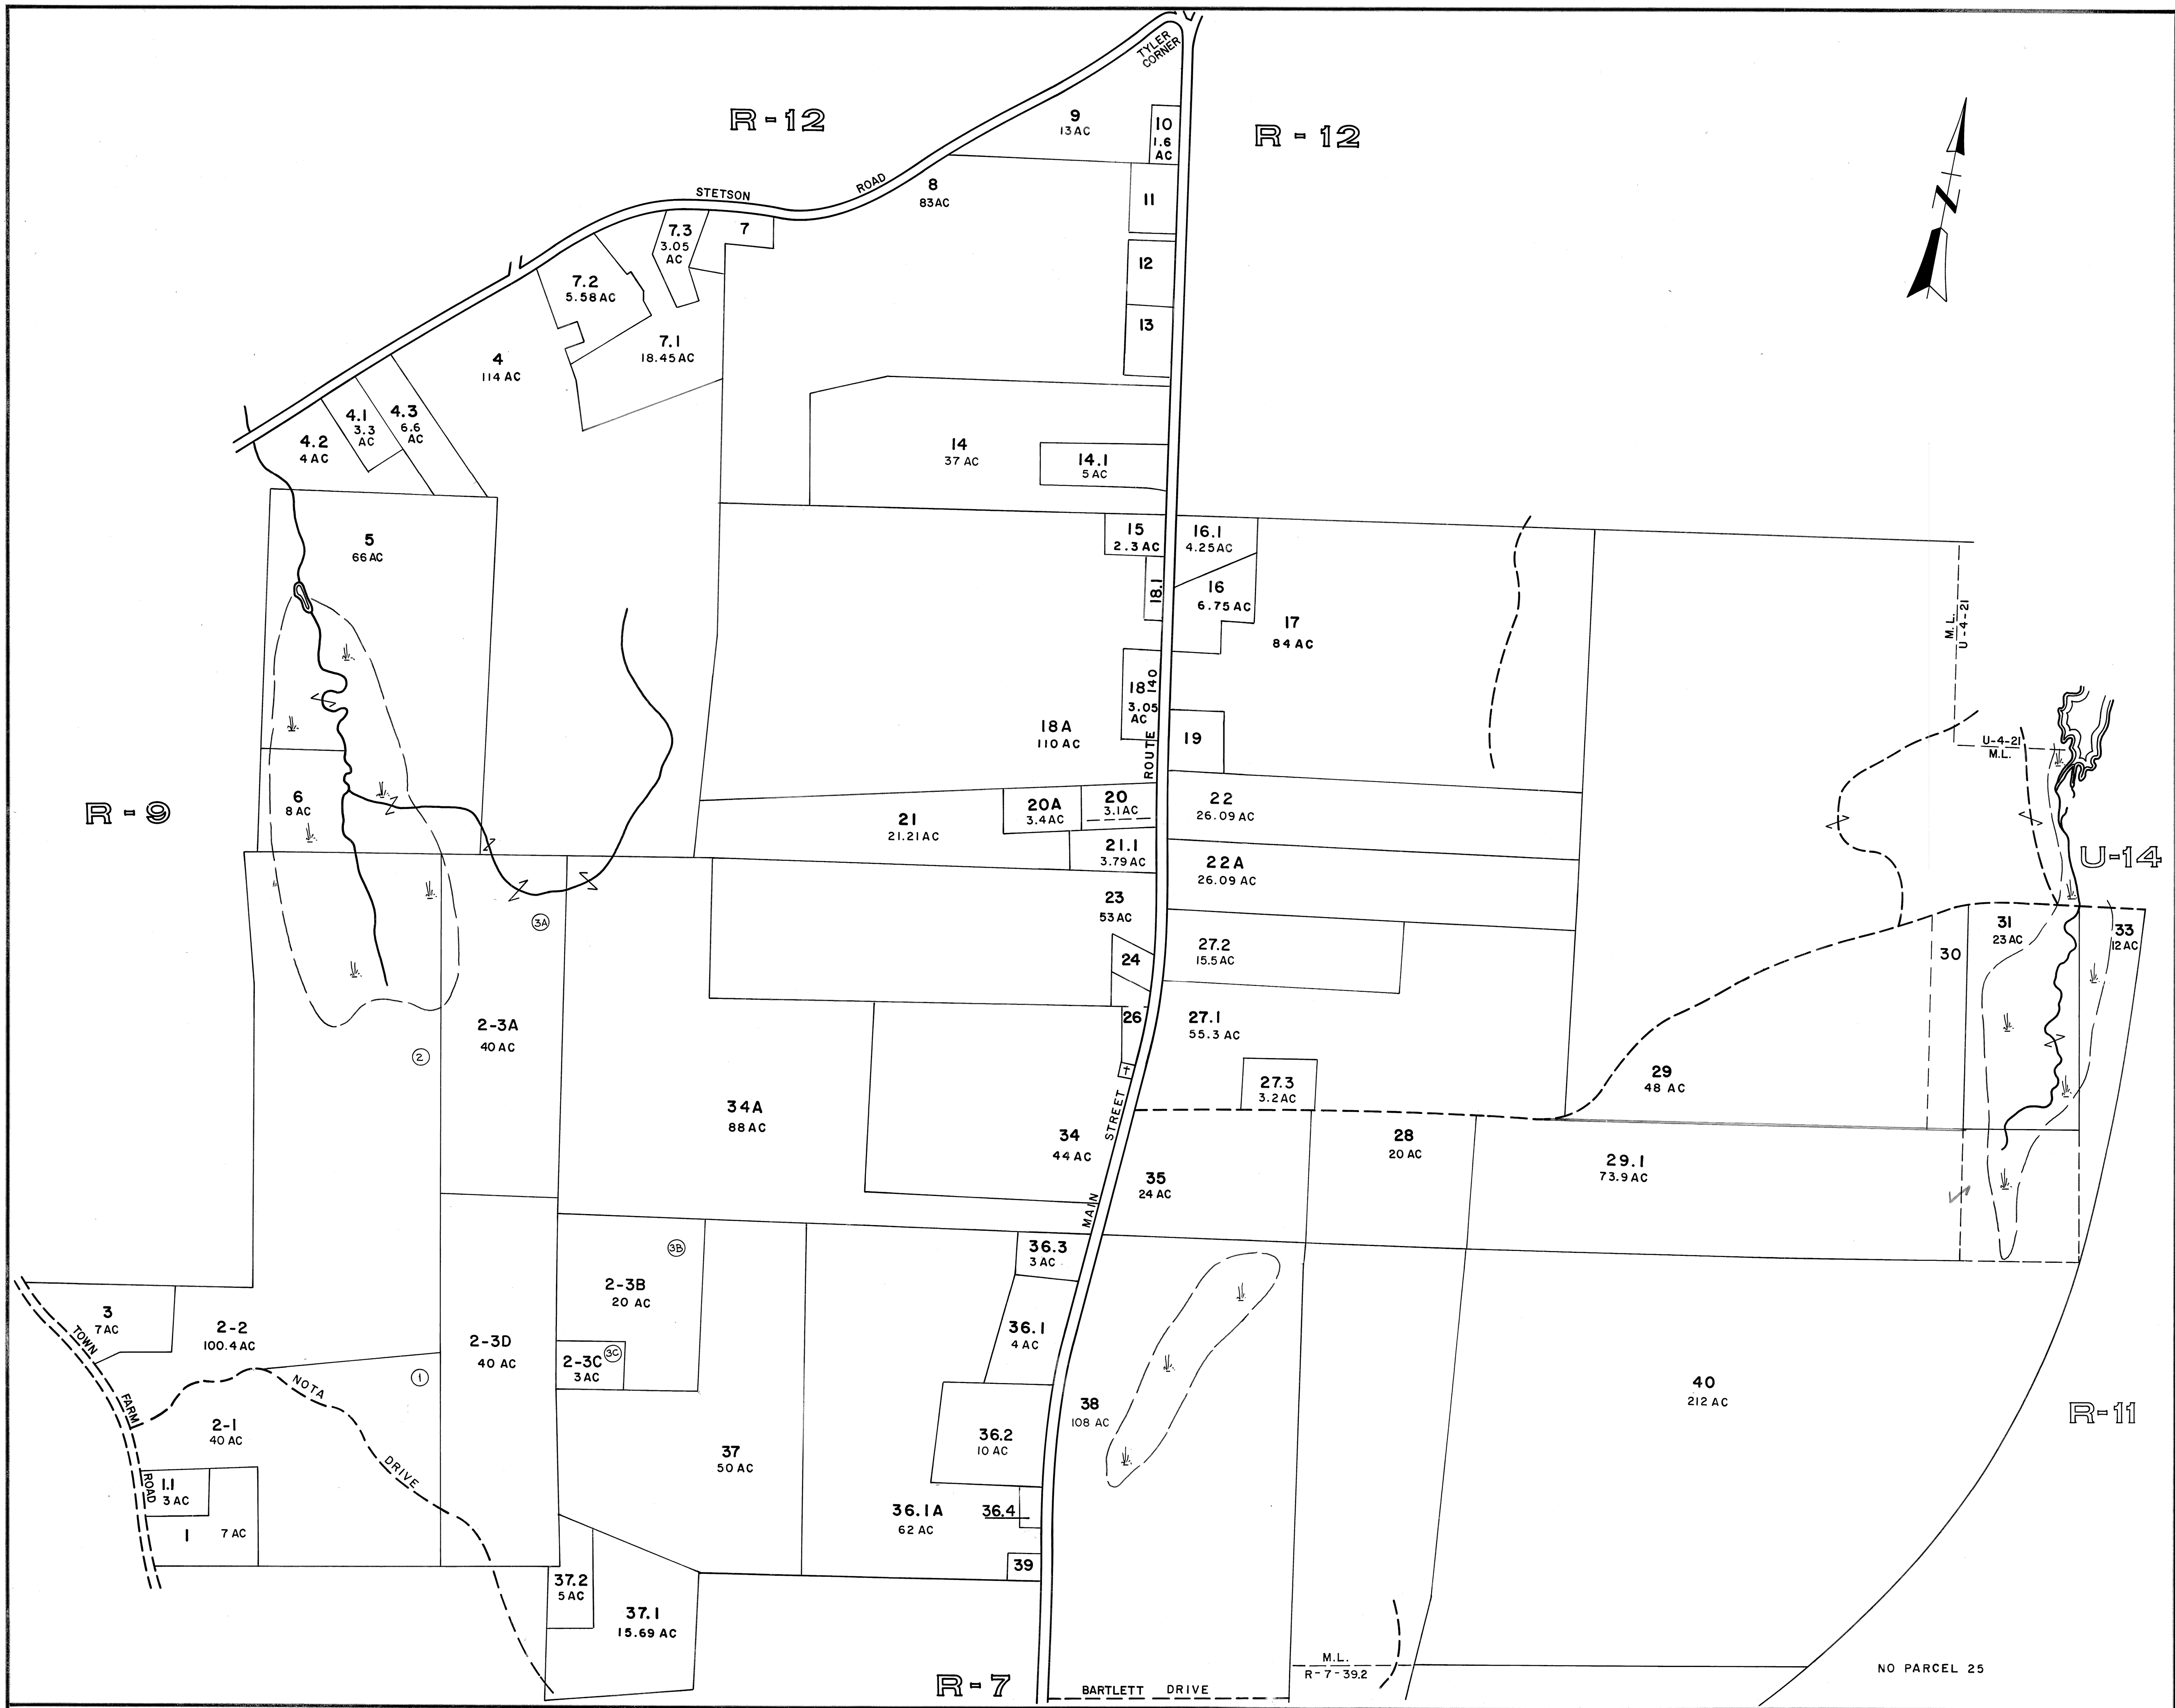 TYLER
CORNER
R-12
R-12
9
13 AC
10
1.6
AC
8
83 AC
STETSON
ROAD
11
7.3
3.05
AC
7
12
7.2
5.58 AC
13
7.1
18.45 AC
4
114 AC
4.1
3.3
AC
4.3
6.6
AC
4.2
4 AC
14
37 AC
14.1
5 AC
N
5
66 AC
15
2.3 AC
16.1
4.25 AC
18.1
16
6.75 AC
17
84 AC
M.L.
U-4-21
18
3.05
AC
ROUTE 140
18A
110 AC
19
U-4-21
M.L.
R-9
6
8 AC
20A
3.4 AC
20
3.1 AC
21
21.21 AC
22
26.09 AC
21.1
3.79 AC
22A
26.09 AC
U-14
23
53 AC
3A
24
27.2
15.5 AC
30
31
23 AC
33
12 AC
26
27.1
55.3 AC
2-3A
40 AC
2
27.3
3.2 AC
29
48 AC
34A
88 AC
34
44 AC
MAIN STREET
28
20 AC
35
24 AC
29.1
73.9 AC
3B
36.3
3 AC
2-3B
20 AC
3
7 AC
2-2
100.4 AC
2-3D
40 AC
36.1
4 AC
2-3C
3 AC
3C
1
TOWN FARM ROAD
NOTA DRIVE
40
212 AC
38
108 AC
R-11
2-1
40 AC
36.2
10 AC
37
50 AC
1.1
3 AC
36.1A
62 AC
36.4
1
7 AC
39
37.2
5 AC
37.1
15.69 AC
M.L.
R-7-39.2
NO PARCEL 25
R-7
BARTLETT DRIVE